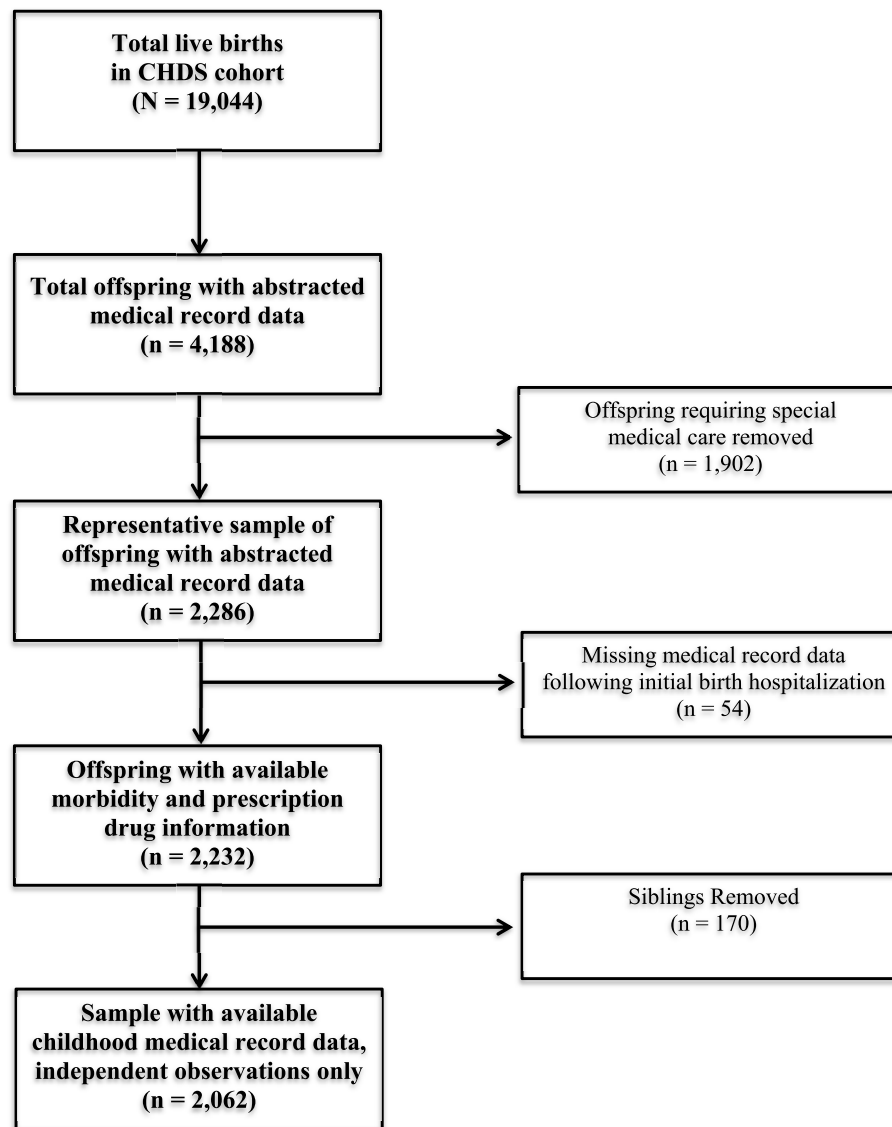 Total live births
in CHDS cohort
(N = 19,044)
Total offspring with abstracted
medical record data
(n = 4,188)
Offspring requiring special
medical care removed
(n = 1,902)
Representative sample of
offspring with abstracted
medical record data
(n = 2,286)
Missing medical record data
following initial birth hospitalization
(n = 54)
Offspring with available
morbidity and prescription
drug information
(n = 2,232)
Siblings Removed
(n = 170)
Sample with available
childhood medical record data,
independent observations only
(n = 2,062)